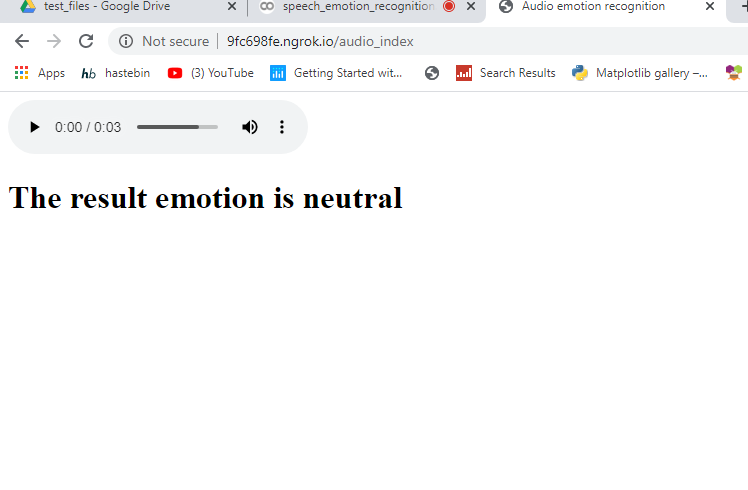 test_files - Google Drive
speech_emotion_recognition
Audio emotion recognition
Not secure 9fc698fe.ngrok.io/audio_index
Apps hb hastebin (3) YouTube Getting Started wit... Search Results Matplotlib gallery –...
0:00 / 0:03
The result emotion is neutral